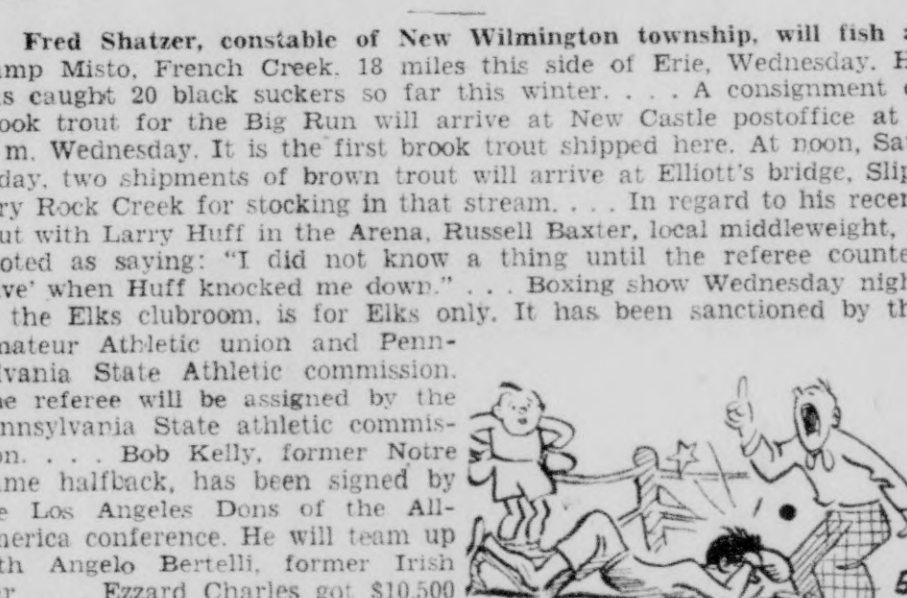 Fred Shatzer, constable of New Wilmington township, will fish a
amp Misto, French Creek. 18 miles this side of Erie, Wednesday. H
s caught 20 black suckers so far this winter. . . . A consignment o
ook trout for the Big Run will arrive at New Castle postoffice at
m. Wednesday. It is the first brook trout shipped here. At noon, Sat
day, two shipments of brown trout will arrive at Elliott's bridge, Slip
ry Rock Creek for stocking in that stream. . . . In regard to his recen
ut with Larry Huff in the Arena, Russell Baxter, local middleweight,
oted as saying: "I did not know a thing until the referee counte
ve' when Huff knocked me down." . . . Boxing show Wednesday nigh
the Elks clubroom, is for Elks only. It has been sanctioned by th
mateur Athletic union and Penn-
lvania State Athletic commission.
he referee will be assigned by the
nnsylvania State athletic commis-
on. . . . Bob Kelly, former Notre
ame halfback, has been signed by
e Los Angeles Dons of the All-
merica conference. He will team up
th Angelo Bertelli, former Irish
Ezzard Charles got $10,500